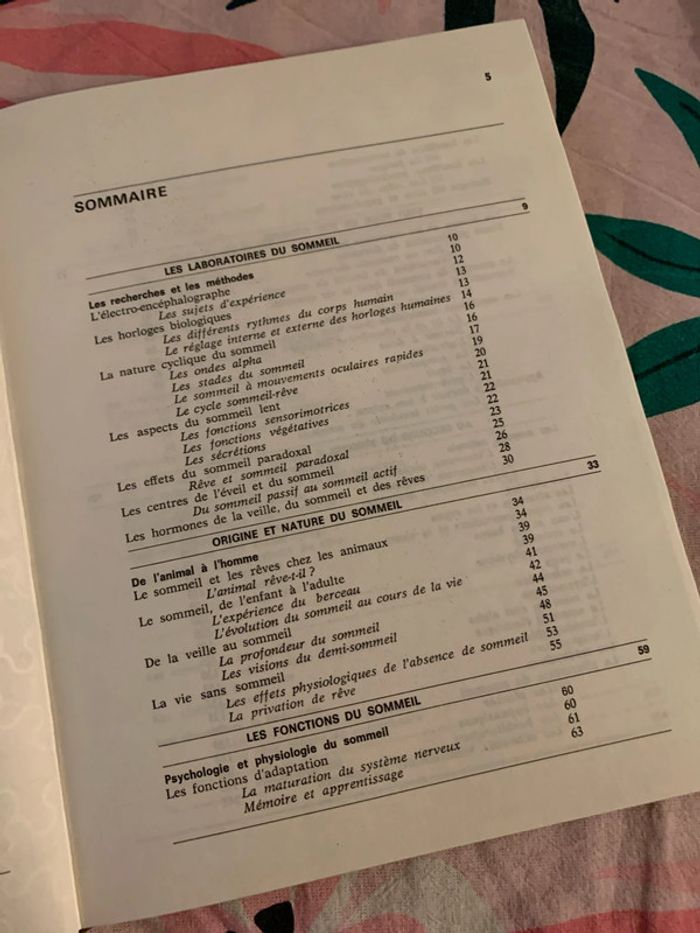 5
SOMMAIRE
LES LABORATOIRES DU SOMMEIL 9
Les recherches et les méthodes 10
L'électro-encéphalographe 10
Les sujets d'expérience 12
Les horloges biologiques 13
Les différents rythmes du corps humain 13
Le réglage interne et externe des horloges humaines 14
La nature cyclique du sommeil 16
Les ondes alpha 16
Les stades du sommeil 17
Le sommeil à mouvements oculaires rapides 19
Le cycle sommeil-rêve 20
Les aspects du sommeil lent 21
Les fonctions sensorimotrices 21
Les fonctions végétatives 22
Les sécrétions 22
Les effets du sommeil paradoxal 23
Rêve et sommeil paradoxal 25
Les centres de l'éveil et du sommeil 26
Du sommeil passif au sommeil actif 28
Les hormones de la veille, du sommeil et des rêves 30
ORIGINE ET NATURE DU SOMMEIL 33
De l'animal à l'homme 34
Le sommeil et les rêves chez les animaux 34
L'animal rêve-t-il ? 39
Le sommeil, de l'enfant à l'adulte 39
L'expérience du berceau 41
L'évolution du sommeil au cours de la vie 42
De la veille au sommeil 44
La profondeur du sommeil 45
Les visions du demi-sommeil 48
La vie sans sommeil 51
Les effets physiologiques de l'absence de sommeil 53
La privation de rêve 55
LES FONCTIONS DU SOMMEIL 59
Psychologie et physiologie du sommeil 60
Les fonctions d'adaptation 60
La maturation du système nerveux 61
Mémoire et apprentissage 63